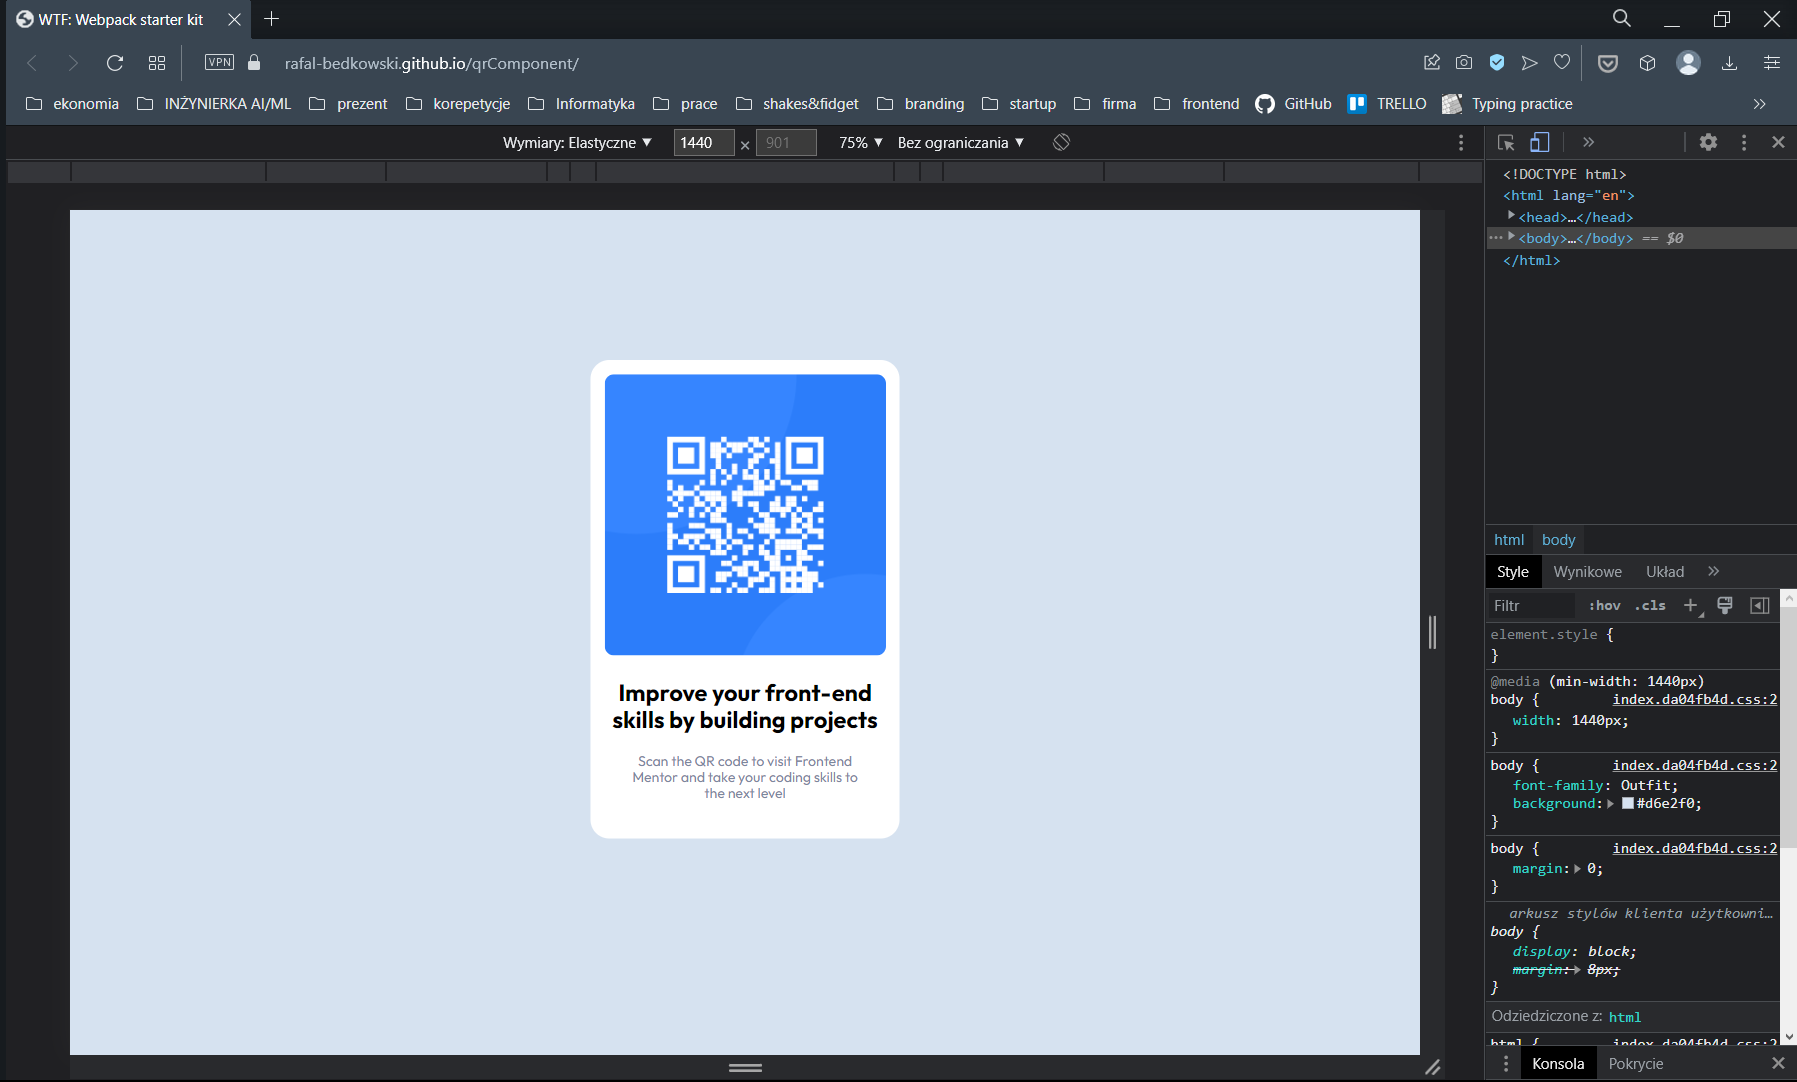 WTF: Webpack starter kit
VPN
rafal-bedkowski.github.io/qrComponent/
ekonomia
INŻYNIERKA AI/ML
prezent
korepetycje
Informatyka
prace
shakes&fidget
branding
startup
firma
frontend
GitHub
TRELLO
Typing practice
Wymiary: Elastyczne ▼
1440 × 901
75% ▼
Bez ograniczania ▼
<!DOCTYPE html>
<html lang="en">
<head>…</head>
<body>…</body> == $0
</html>
Improve your front-end
skills by building projects
Scan the QR code to visit Frontend
Mentor and take your coding skills to
the next level
html body
Style Wynikowe Układ
Filtr :hov .cls
element.style {
}
@media (min-width: 1440px)
body { index.da04fb4d.css:2
width: 1440px;
}
body { index.da04fb4d.css:2
font-family: Outfit;
background: #d6e2f0;
}
body { index.da04fb4d.css:2
margin: 0;
}
arkusz stylów klienta użytkowni…
body {
display: block;
margin: 8px;
}
Odziedziczone z: html
html { index.da04fb4d.css:2
Konsola Pokrycie